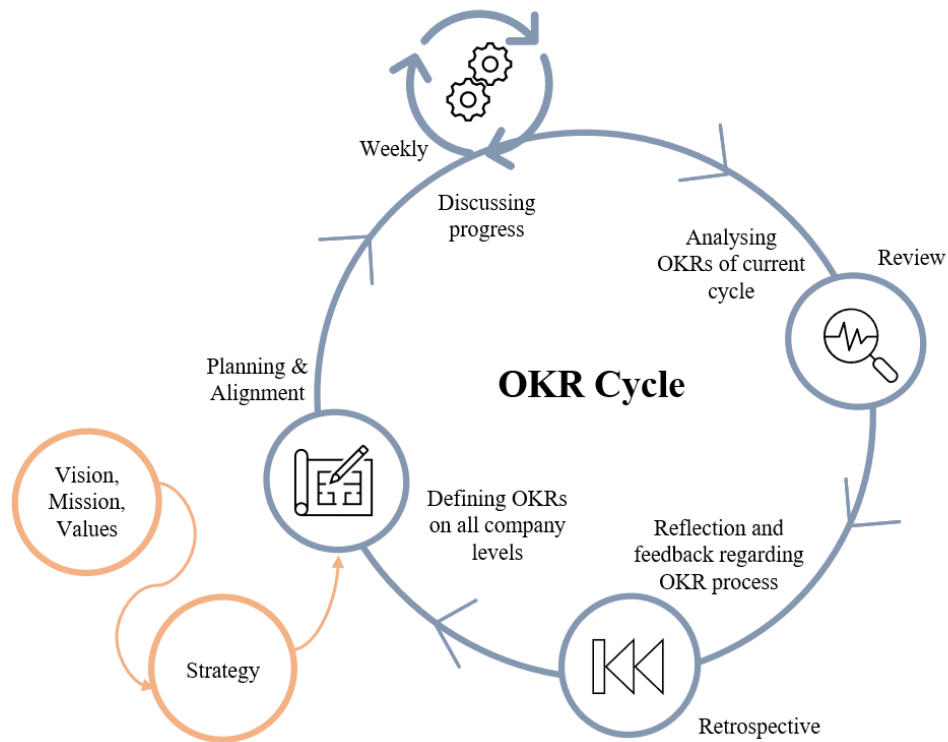 Weekly
Discussing
progress
Analysing
OKRs of current
cycle
Review
Planning &
Alignment
OKR Cycle
Vision,
Mission,
Values
Defining OKRs
on all company
levels
Reflection and
feedback regarding
OKR process
Strategy
Retrospective